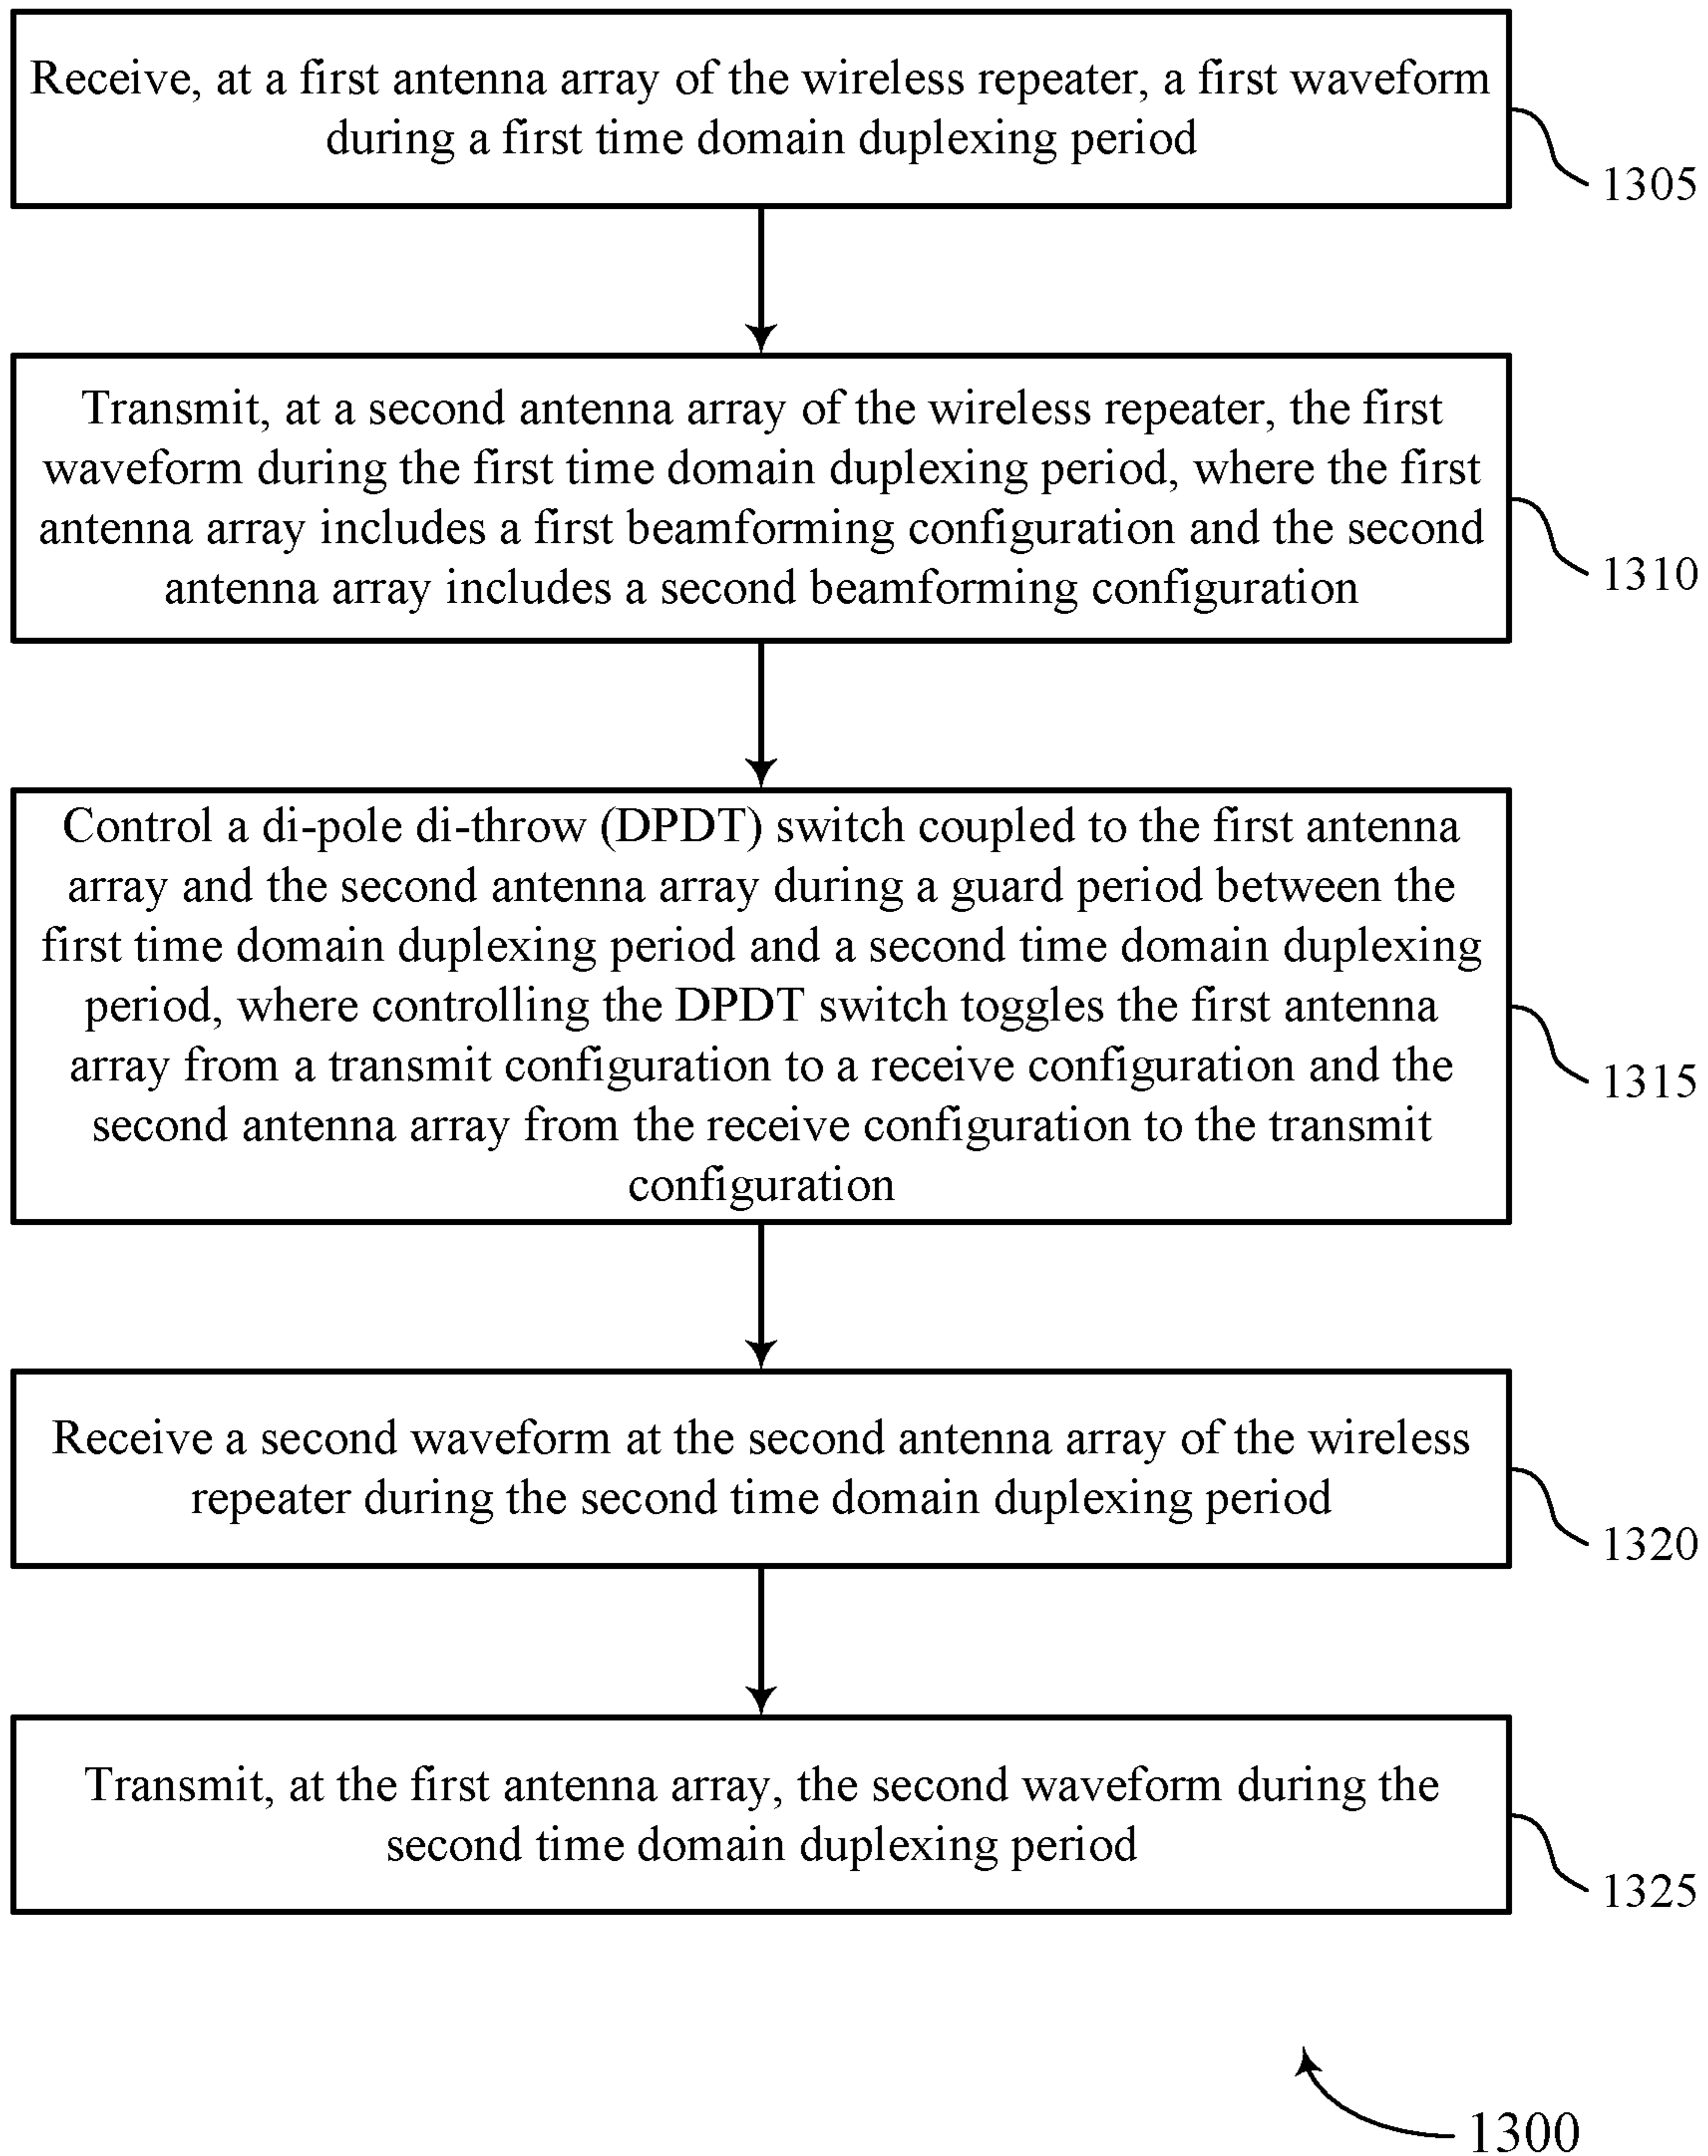 Receive, at a first antenna array of the wireless repeater, a first waveform
during a first time domain duplexing period
1305
Transmit, at a second antenna array of the wireless repeater, the first
waveform during the first time domain duplexing period, where the first
antenna array includes a first beamforming configuration and the second
antenna array includes a second beamforming configuration
1310
Control a di-pole di-throw (DPDT) switch coupled to the first antenna
array and the second antenna array during a guard period between the
first time domain duplexing period and a second time domain duplexing
period, where controlling the DPDT switch toggles the first antenna
array from a transmit configuration to a receive configuration and the
second antenna array from the receive configuration to the transmit
configuration
1315
Receive a second waveform at the second antenna array of the wireless
repeater during the second time domain duplexing period
1320
Transmit, at the first antenna array, the second waveform during the
second time domain duplexing period
1325
1300